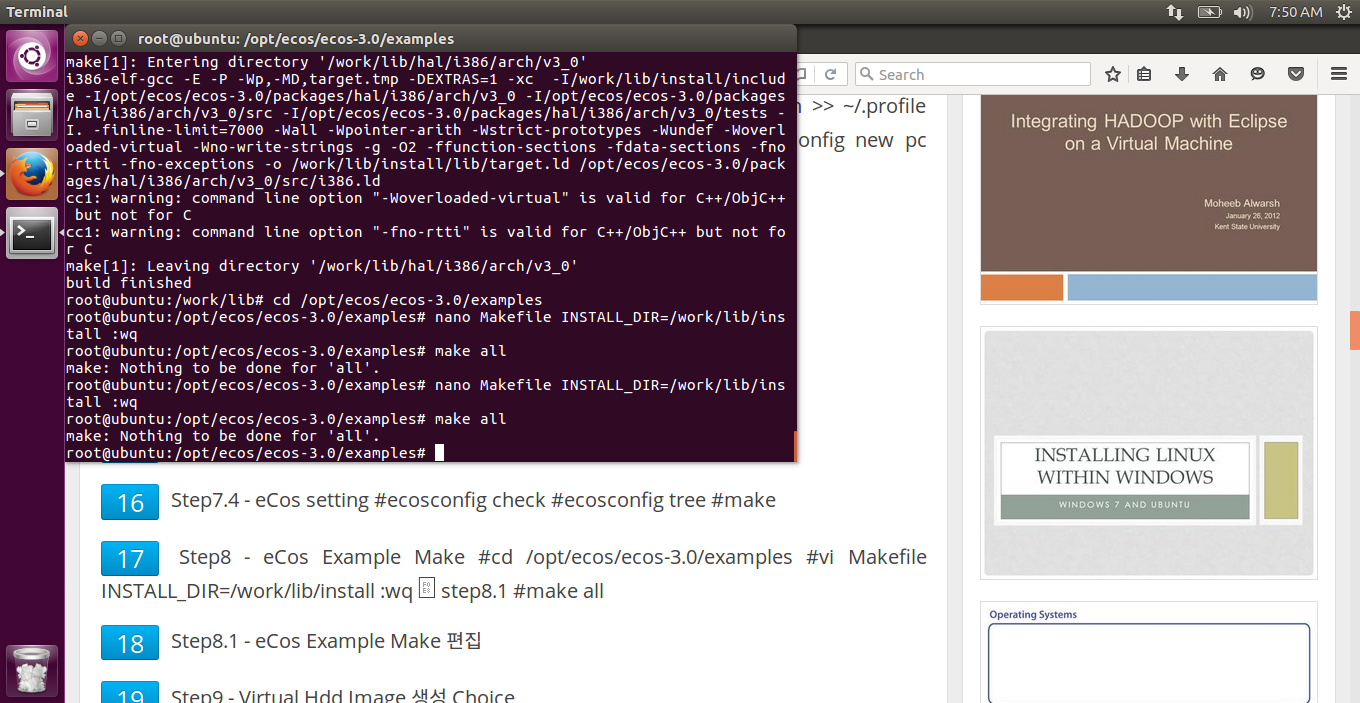 Terminal
7:50 AM
root@ubuntu: /opt/ecos/ecos-3.0/examples
make[1]: Entering directory '/work/lib/hal/i386/arch/v3_0'
i386-elf-gcc -E -P -Wp,-MD,target.tmp -DEXTRAS=1 -xc  -I/work/lib/install/includ
e -I/opt/ecos/ecos-3.0/packages/hal/i386/arch/v3_0 -I/opt/ecos/ecos-3.0/packages
/hal/i386/arch/v3_0/src -I/opt/ecos/ecos-3.0/packages/hal/i386/arch/v3_0/tests -
I. -finline-limit=7000 -Wall -Wpointer-arith -Wstrict-prototypes -Wundef -Woverl
oaded-virtual -Wno-write-strings -g -O2 -ffunction-sections -fdata-sections -fno
-rtti -fno-exceptions -o /work/lib/install/lib/target.ld /opt/ecos/ecos-3.0/pack
ages/hal/i386/arch/v3_0/src/i386.ld
cc1: warning: command line option "-Woverloaded-virtual" is valid for C++/ObjC++
 but not for C
cc1: warning: command line option "-fno-rtti" is valid for C++/ObjC++ but not fo
r C
make[1]: Leaving directory '/work/lib/hal/i386/arch/v3_0'
build finished
root@ubuntu:/work/lib# cd /opt/ecos/ecos-3.0/examples
root@ubuntu:/opt/ecos/ecos-3.0/examples# nano Makefile INSTALL_DIR=/work/lib/ins
tall :wq
root@ubuntu:/opt/ecos/ecos-3.0/examples# make all
make: Nothing to be done for 'all'.
root@ubuntu:/opt/ecos/ecos-3.0/examples# nano Makefile INSTALL_DIR=/work/lib/ins
tall :wq
root@ubuntu:/opt/ecos/ecos-3.0/examples# make all
make: Nothing to be done for 'all'.
root@ubuntu:/opt/ecos/ecos-3.0/examples#
Search
>> ~/.profile
onfig new pc
16 Step7.4 - eCos setting #ecosconfig check #ecosconfig tree #make
17 Step8 - eCos Example Make #cd /opt/ecos/ecos-3.0/examples #vi Makefile
INSTALL_DIR=/work/lib/install :wq step8.1 #make all
18 Step8.1 - eCos Example Make 편집
19 Step9 - Virtual Hdd Image 생성 Choice
Integrating HADOOP with Eclipse
on a Virtual Machine
Moheeb Alwarsh
January 26, 2012
Kent State University
INSTALLING LINUX
WITHIN WINDOWS
WINDOWS 7 AND UBUNTU
Operating Systems